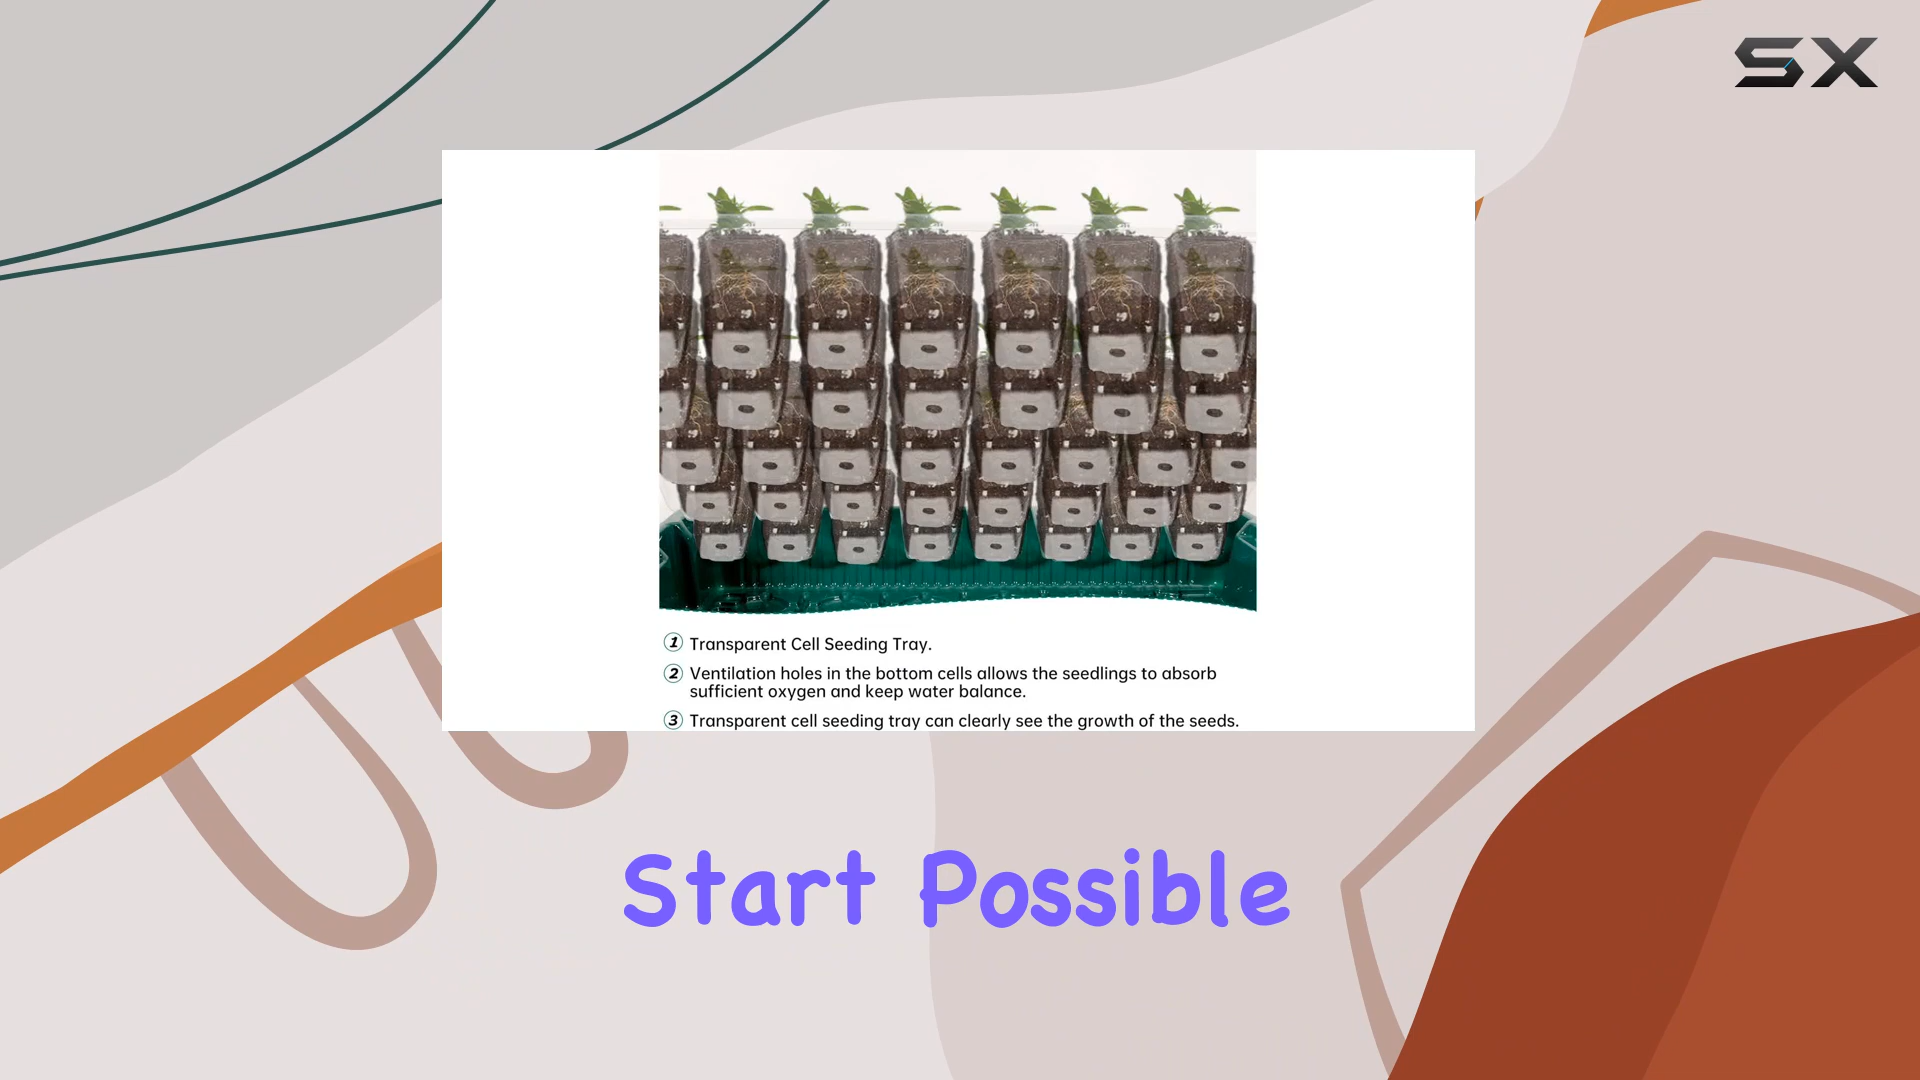 SX
① Transparent Cell Seeding Tray.
② Ventilation holes in the bottom cells allows the seedlings to absorb
sufficient oxygen and keep water balance.
③ Transparent cell seeding tray can clearly see the growth of the seeds.
Start Possible